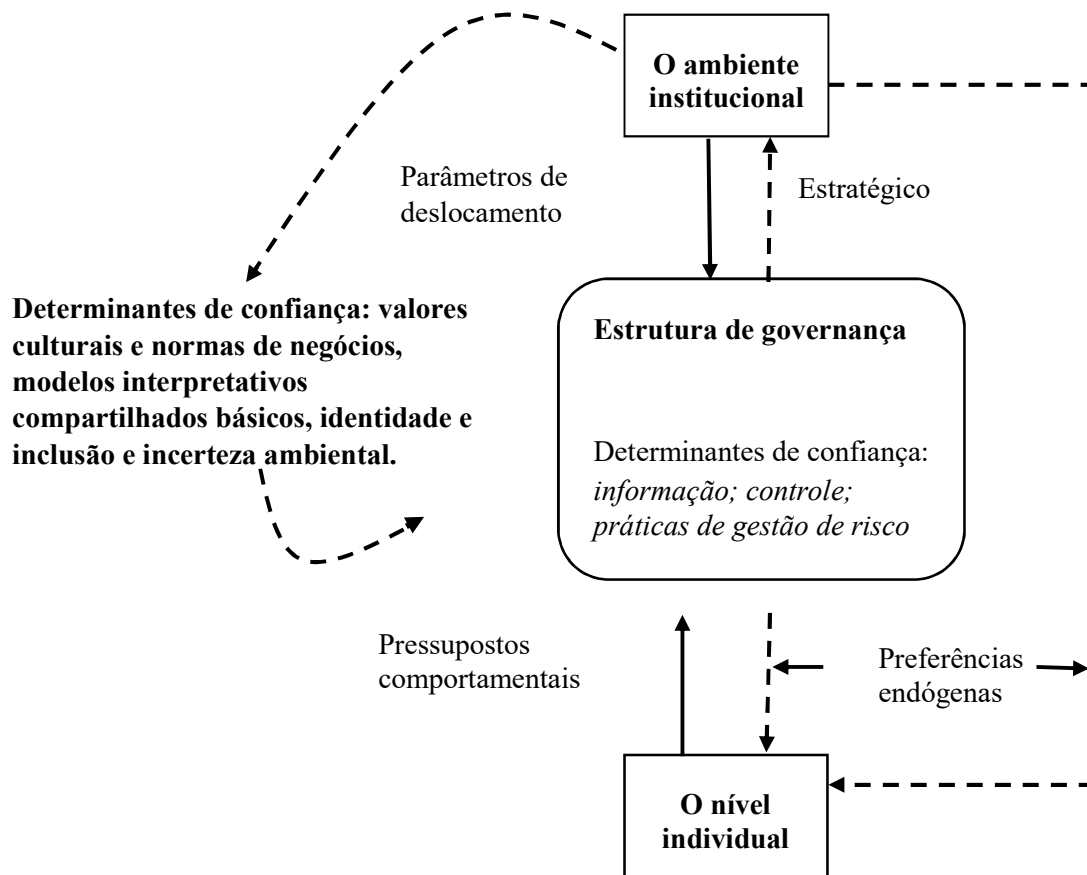 O ambiente
institucional
Parâmetros de
deslocamento
Estratégico
Determinantes de confiança: valores
culturais e normas de negócios,
modelos interpretativos
compartilhados básicos, identidade e
inclusão e incerteza ambiental.
Estrutura de governança
Determinantes de confiança:
informação; controle;
práticas de gestão de risco
Pressupostos
comportamentais
Preferências
endógenas
O nível
individual